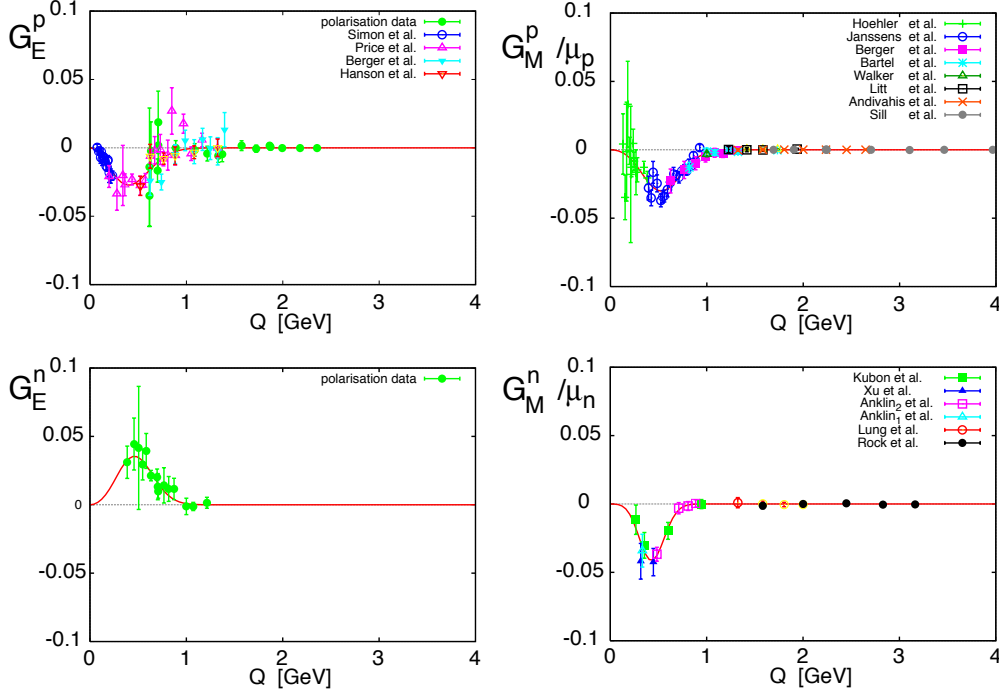 0.1
0.05
0
-0.05
-0.1
G_E^p
polarisation data
Simon et al.
Price et al.
Berger et al.
Hanson et al.
0 1 2 3 4
Q [GeV]
0.1
0.05
0
-0.05
-0.1
G_M^p /μ_p
Hoehler et al.
Janssens et al.
Berger et al.
Bartel et al.
Walker et al.
Litt et al.
Andivahis et al.
Sill et al.
0 1 2 3 4
Q [GeV]
0.1
0.05
0
-0.05
-0.1
G_E^n
polarisation data
0 1 2 3 4
Q [GeV]
0.1
0.05
0
-0.05
-0.1
G_M^n /μ_n
Kubon et al.
Xu et al.
Anklin_2 et al.
Anklin_1 et al.
Lung et al.
Rock et al.
0 1 2 3 4
Q [GeV]